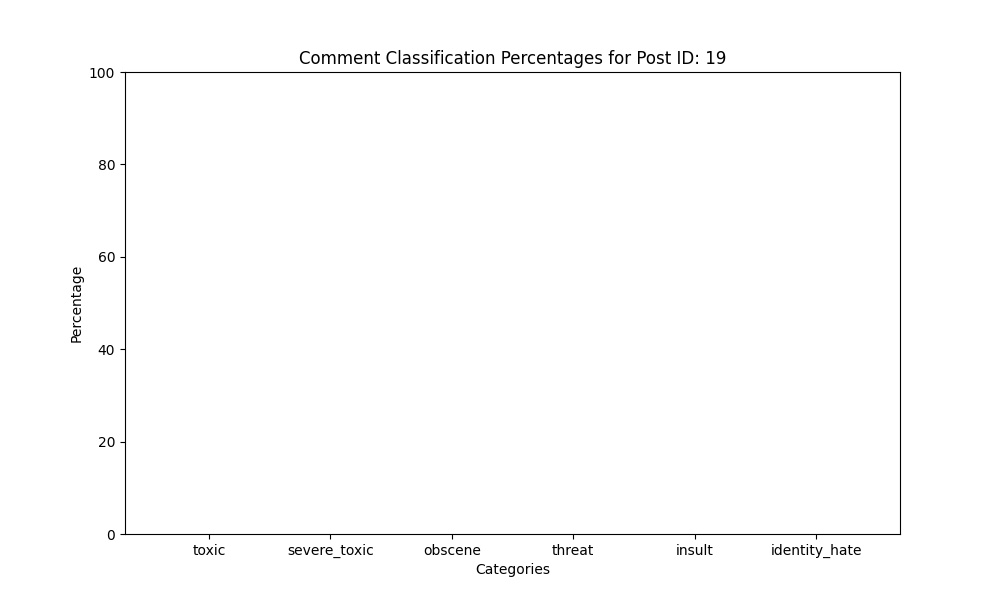 Comment Classification Percentages for Post ID: 19
100
80
60
40
20
0
Percentage
toxic severe_toxic obscene threat insult identity_hate
Categories